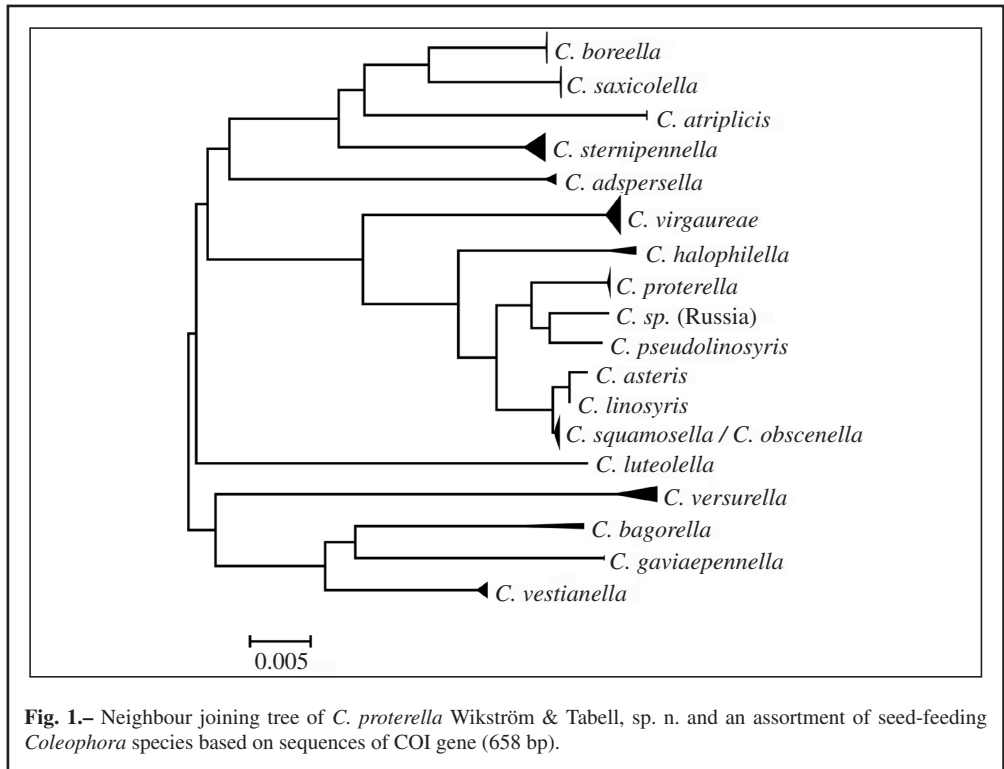 C. boreella
C. saxicolella
C. atriplicis
C. sternipennella
C. adspersella
C. virgaureae
C. halophilella
C. proterella
C. sp. (Russia)
C. pseudolinosyris
C. asteris
C. linosyris
C. squamosella / C. obscenella
C. luteolella
C. versurella
C. bagorella
C. gaviaepennella
C. vestianella
0.005
Fig. 1.– Neighbour joining tree of C. proterella Wikström & Tabell, sp. n. and an assortment of seed-feeding
Coleophora species based on sequences of COI gene (658 bp).